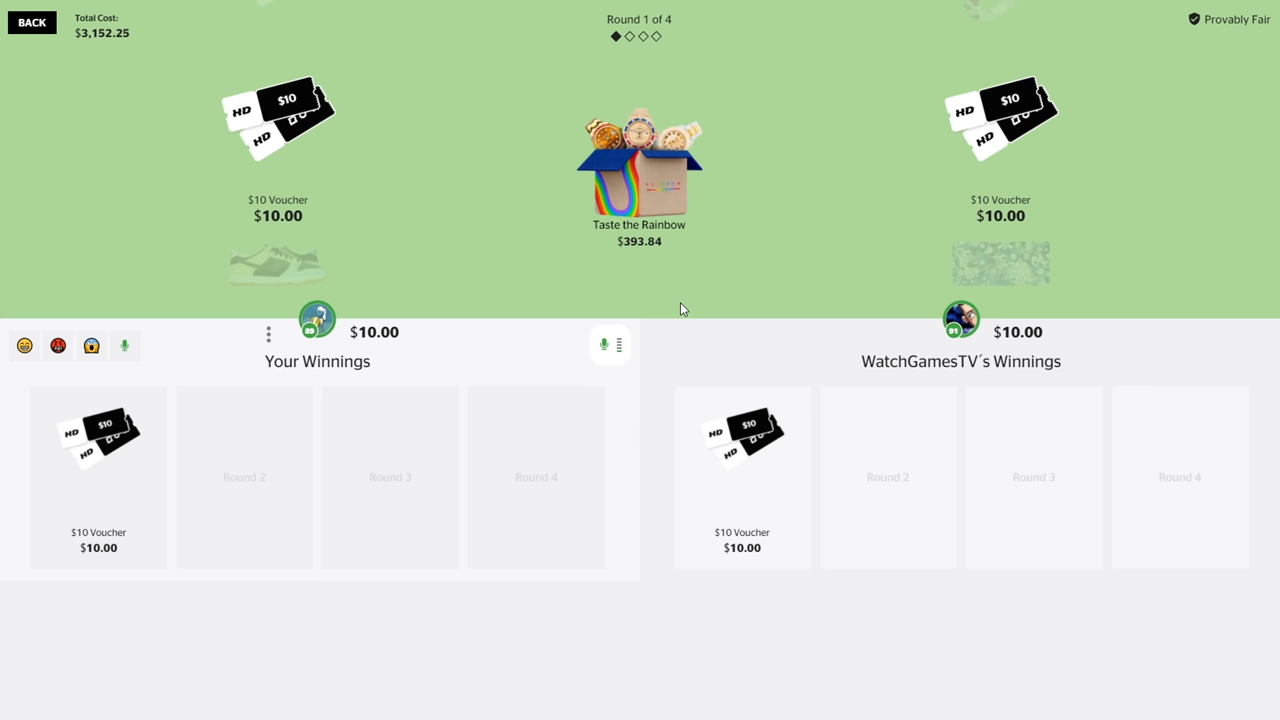 BACK
Total Cost:
$3,152.25
Round 1 of 4
Provably Fair
HD $10
HD
HD $10
HD
$10 Voucher
$10.00
Taste the Rainbow
$393.84
$10 Voucher
$10.00
89
$10.00
91
$10.00
Your Winnings
WatchGamesTV´s Winnings
HD $10
HD
$10 Voucher
$10.00
Round 2
Round 3
Round 4
HD $10
HD
$10 Voucher
$10.00
Round 2
Round 3
Round 4